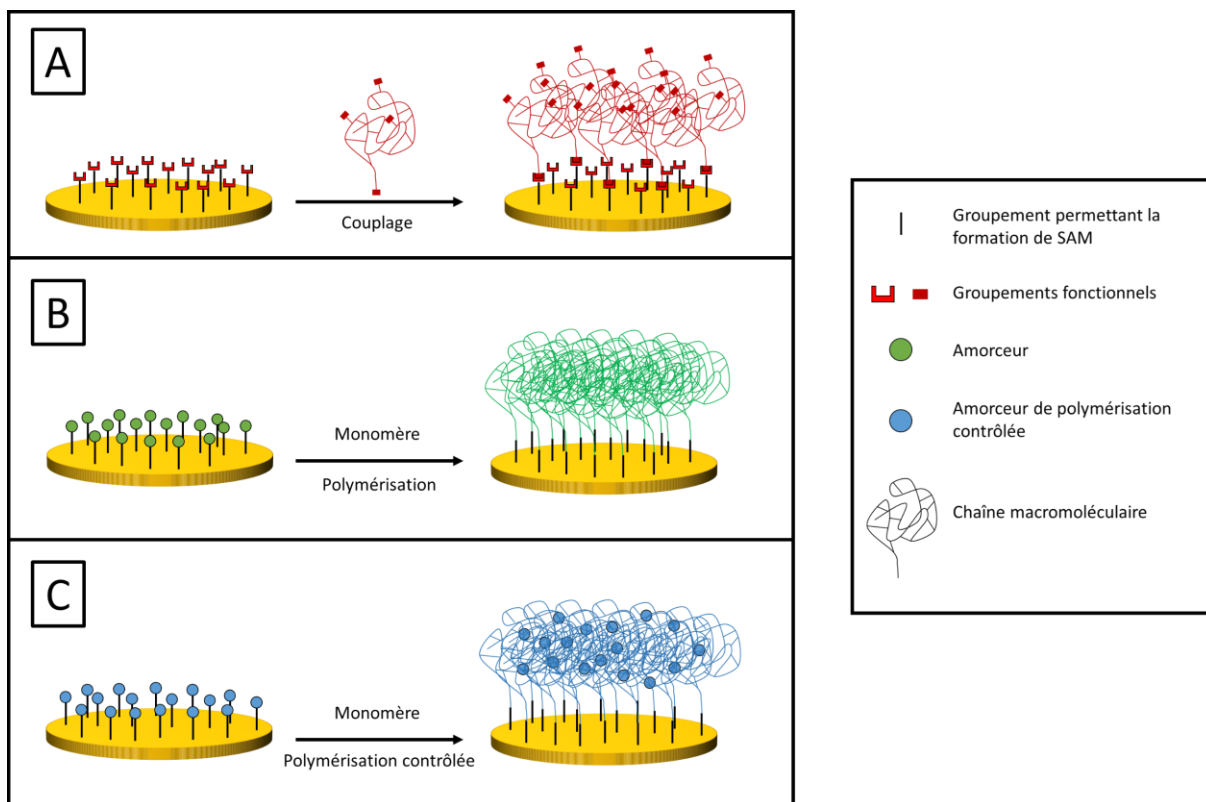 A
Couplage
B
Monomère
Polymérisation
C
Monomère
Polymérisation contrôlée
Groupement permettant la
formation de SAM
Groupements fonctionnels
Amorceur
Amorceur de polymérisation
contrôlée
Chaîne macromoléculaire